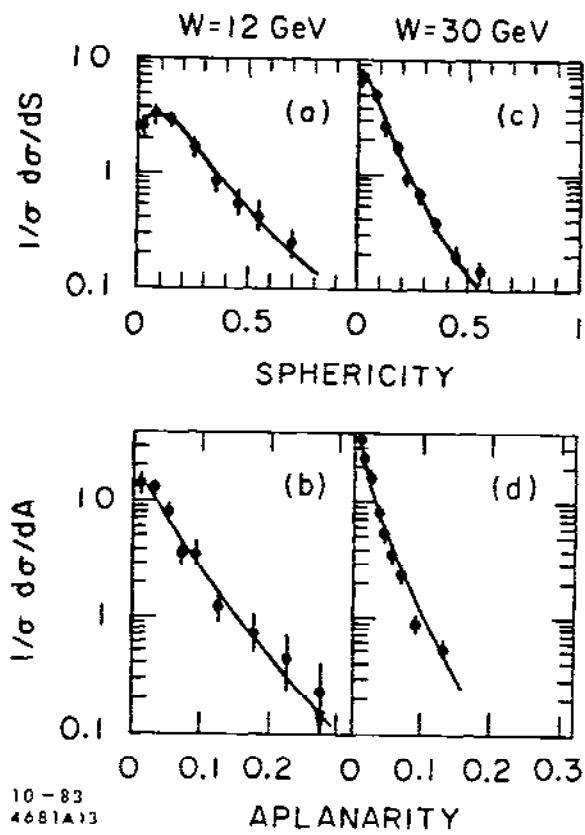 W=12 GeV W=30 GeV
10 (a) (c)
1/σ dσ/dS
1
0.1
0 0.5 0 0.5 1
SPHERICITY
(b) (d)
10
1/σ dσ/dA
1
0.1
0 0.1 0.2 0 0.1 0.2 0.3
10-83
4681A13 APLANARITY